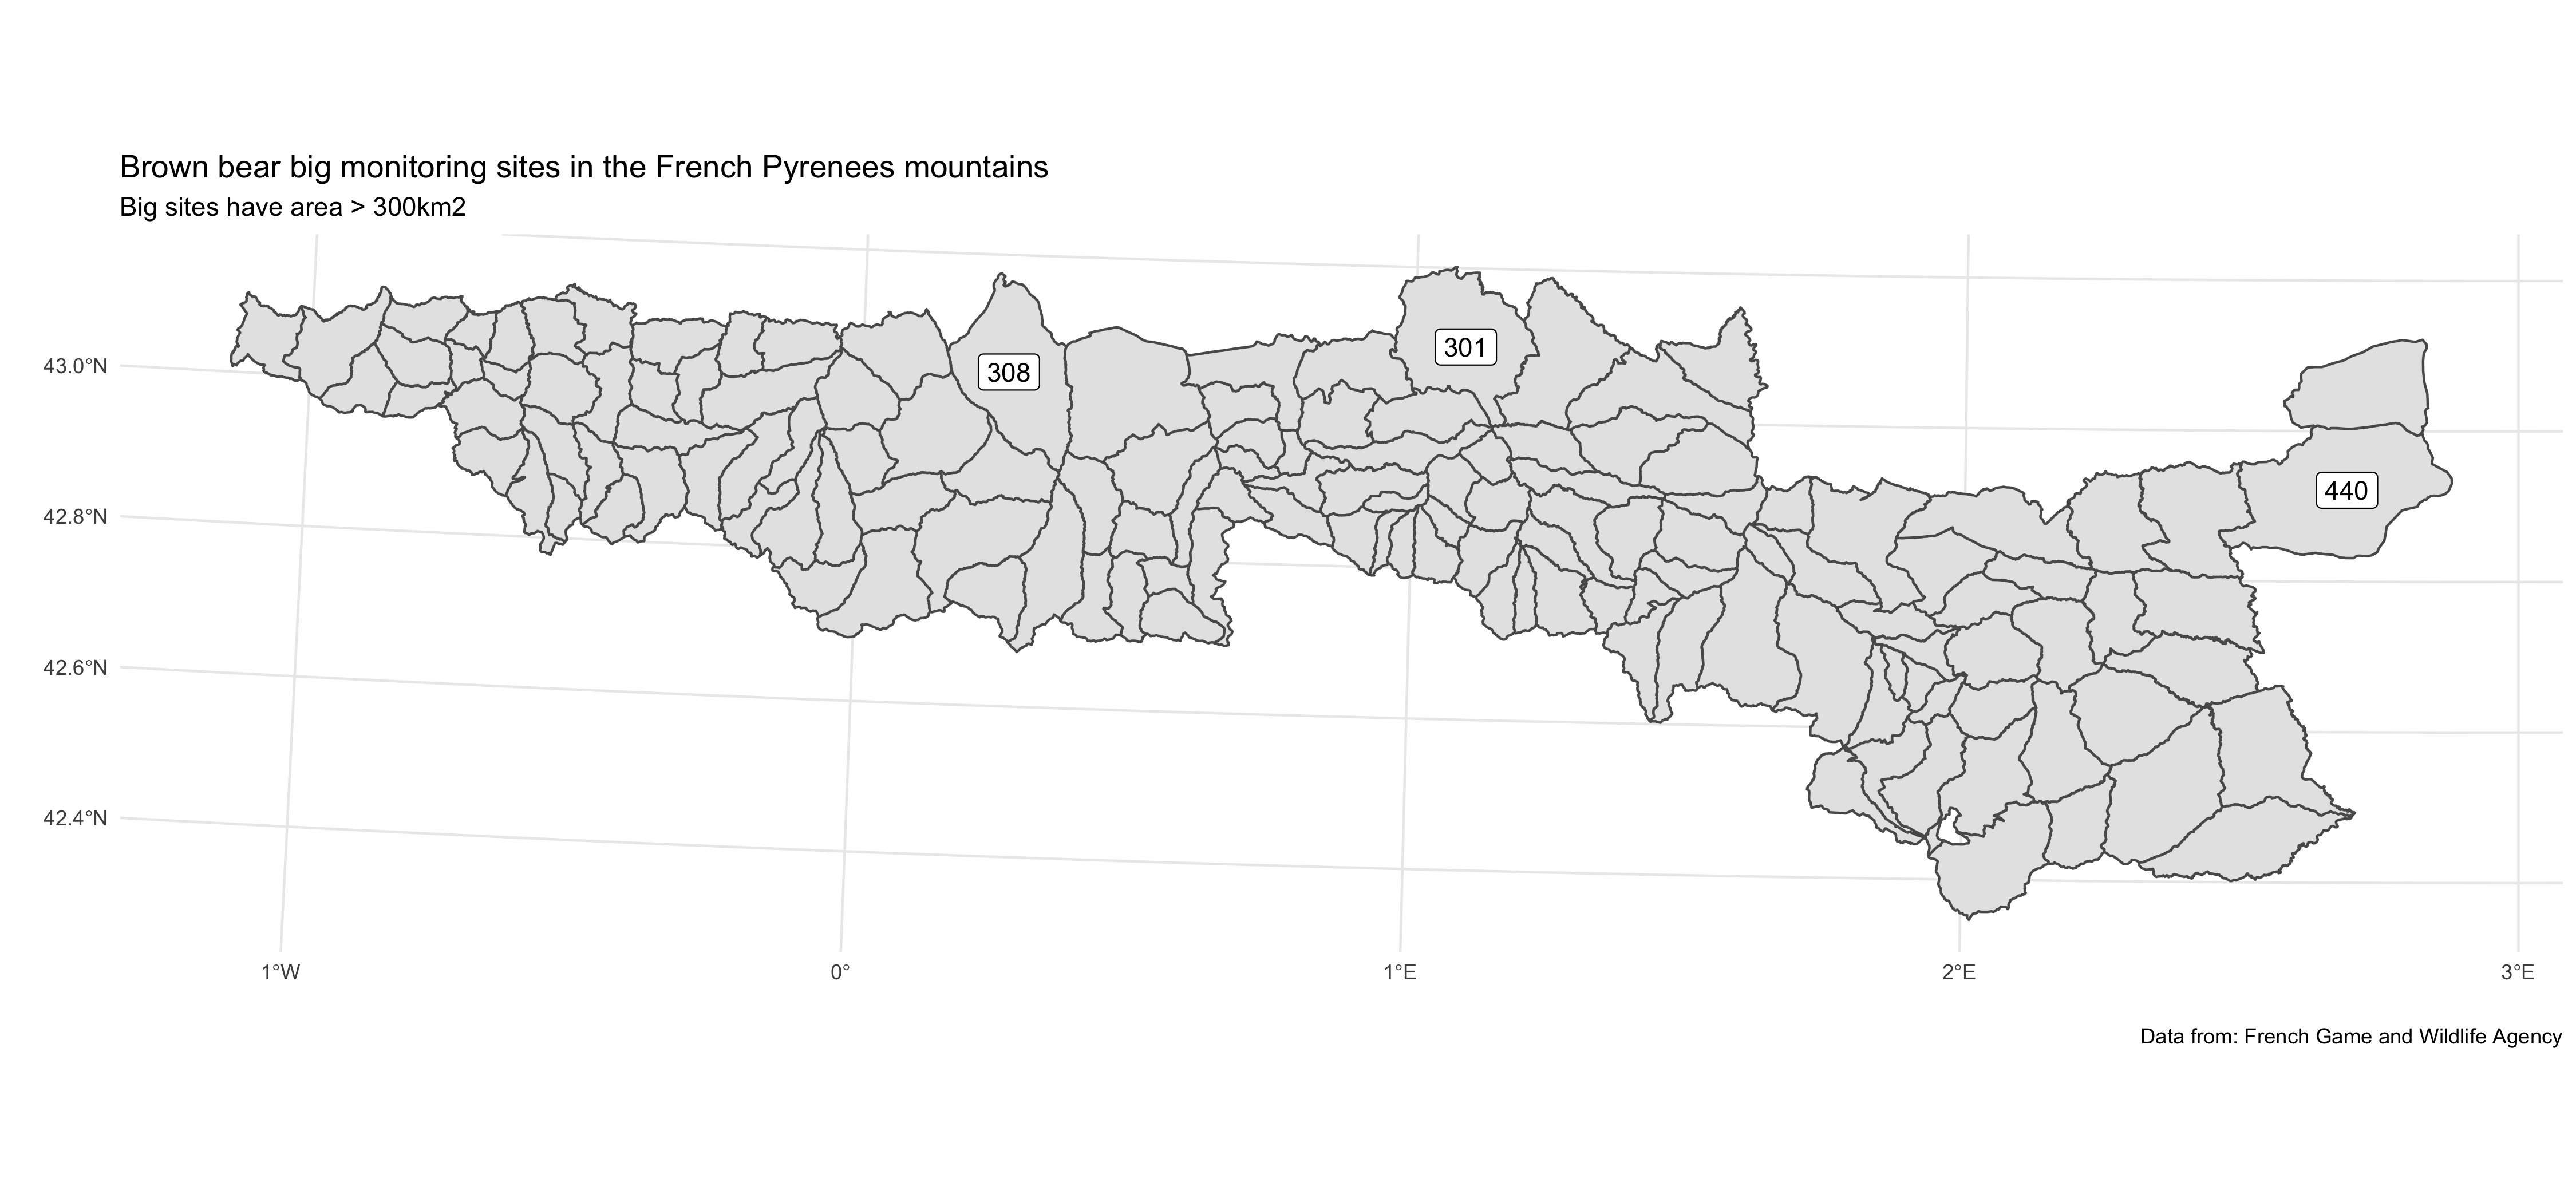 Brown bear big monitoring sites in the French Pyrenees mountains
Big sites have area > 300km2
301
43.0°N
308
440
42.8°N
42.6°N
42.4°N
1°W 0° 1°E 2°E 3°E
Data from: French Game and Wildlife Agency